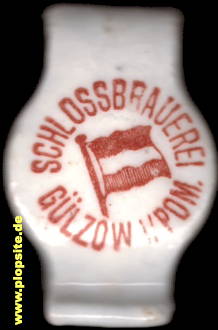 SCHLOSSBRAUEREI
GÜLZOW I/POM.
www.plopsite.de